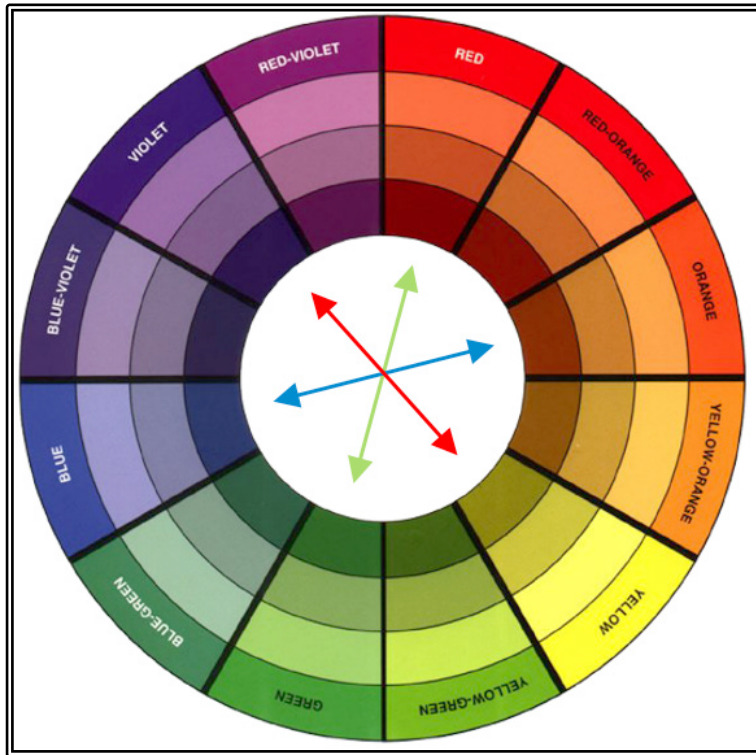 RED
RED-ORANGE
ORANGE
YELLOW-ORANGE
YELLOW
YELLOW-GREEN
GREEN
BLUE-GREEN
BLUE
BLUE-VIOLET
VIOLET
RED-VIOLET